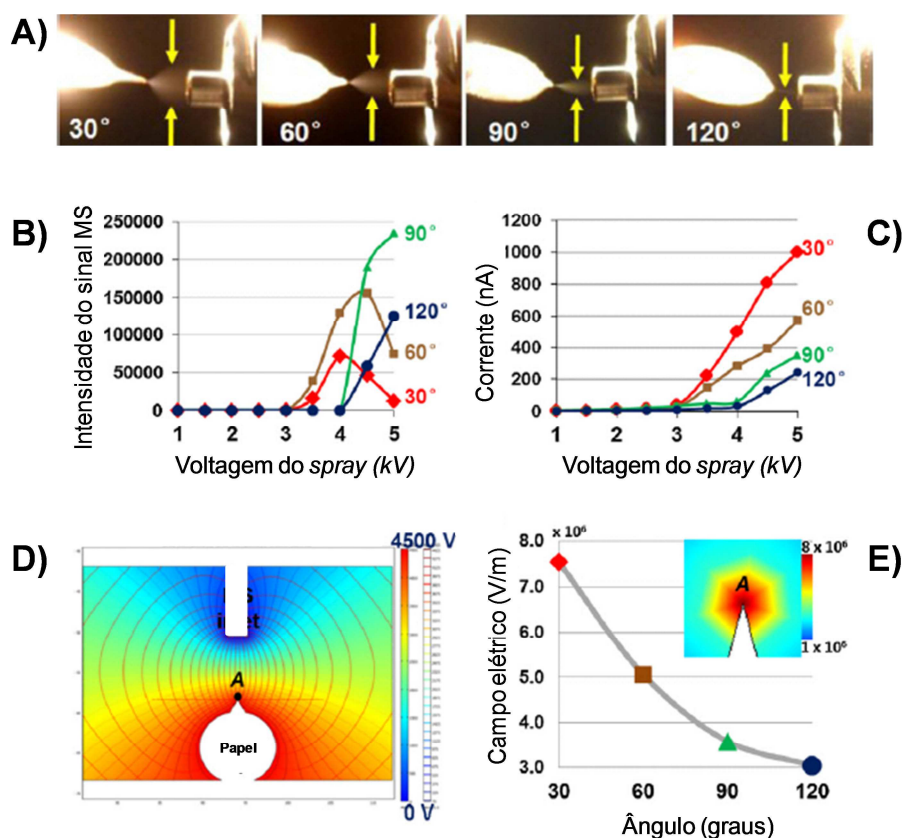 A)
30°
60°
90°
120°
B)
Intensidade do sinal MS
250000
200000
150000
100000
50000
0
1
2
3
4
5
90°
120°
60°
30°
Voltagem do spray (kV)
C)
Corrente (nA)
1200
1000
800
600
400
200
0
1
2
3
4
5
30°
60°
90°
120°
Voltagem do spray (kV)
D)
4500 V
A
Papel
0 V
E)
Campo elétrico (V/m)
x 10⁶
8.0
7.0
6.0
5.0
4.0
3.0
30
60
90
120
A
8 x 10⁶
1 x 10⁶
Ângulo (graus)